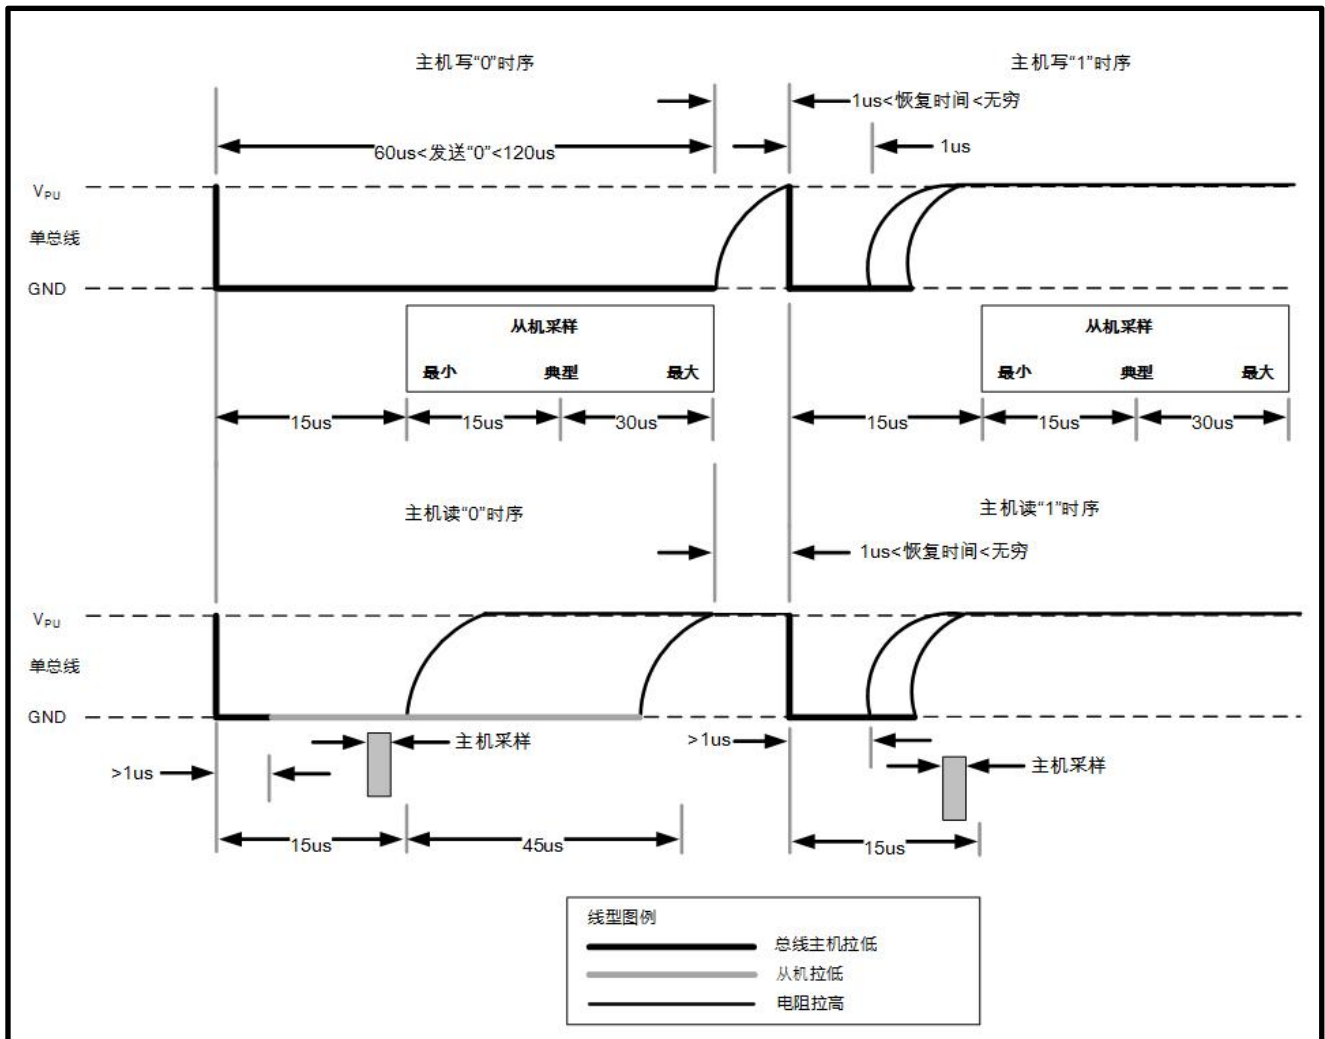 主机写“0”时序
主机写“1”时序
1us<恢复时间<无穷
60us<发送“0”<120us
1us
VPU
单总线
GND
从机采样
最小 典型 最大
从机采样
最小 典型 最大
15us
15us
30us
15us
15us
30us
主机读“0”时序
主机读“1”时序
1us<恢复时间<无穷
VPU
单总线
GND
主机采样
>1us
>1us
主机采样
15us
45us
15us
线型图例
总线主机拉低
从机拉低
电阻拉高